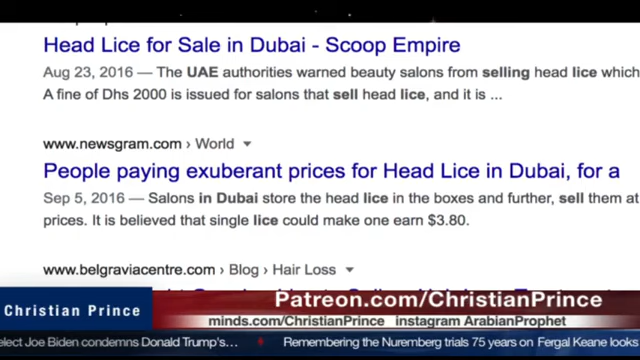 Head Lice for Sale in Dubai - Scoop Empire
Aug 23, 2016 — The UAE authorities warned beauty salons from selling head lice which
A fine of Dhs 2000 is issued for salons that sell head lice, and it is ...
www.newsgram.com › World
People paying exuberant prices for Head Lice in Dubai, for a
Sep 5, 2016 — Salons in Dubai store the head lice in the boxes and further, sell them at
prices. It is believed that single lice could make one earn $3.80.
www.belgraviacentre.com › Blog › Hair Loss
Christian Prince
Patreon.com/ChristianPrince
minds.com/ChristianPrince instagram ArabianProphet
elect Joe Biden condemns Donald Trump's... Remembering the Nuremberg trials 75 years on Fergal Keane looks